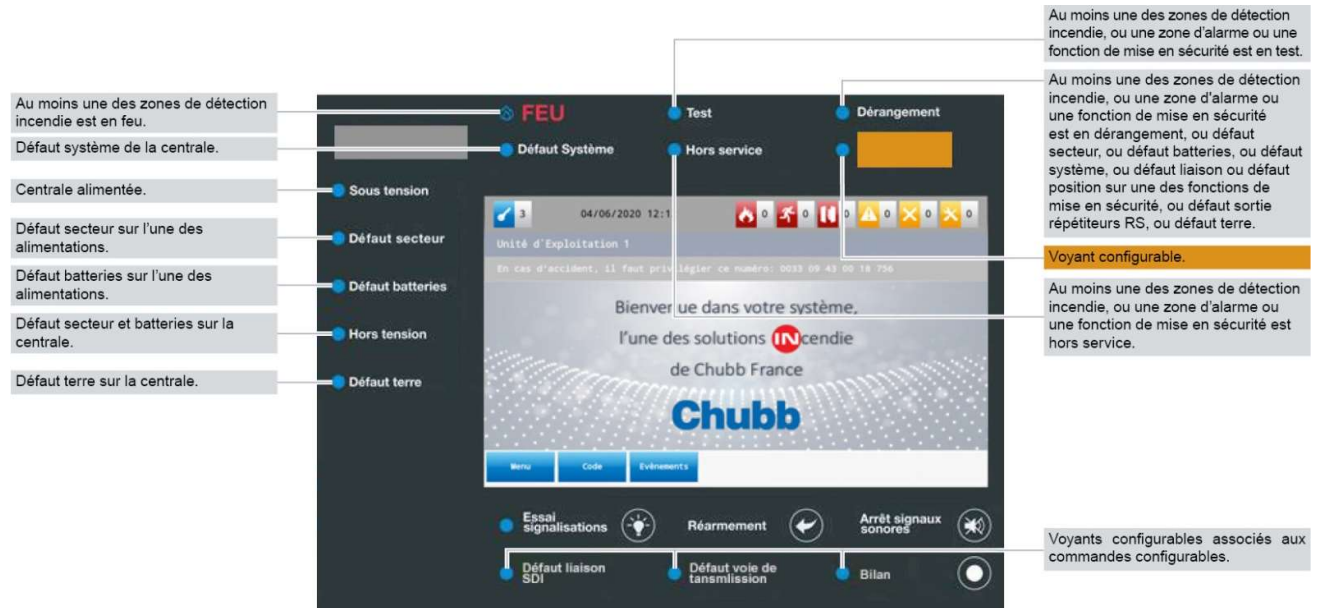 Au moins une des zones de détection
incendie, ou une zone d'alarme ou une
fonction de mise en sécurité est en test.
Au moins une des zones de détection
incendie est en feu.
Défaut système de la centrale.
Centrale alimentée.
Défaut secteur sur l'une des
alimentations.
Défaut batteries sur l'une des
alimentations.
Défaut secteur et batteries sur la
centrale.
Défaut terre sur la centrale.
FEU
Test
Dérangement
Défaut Système
Hors service
Sous tension
Défaut secteur
Défaut batteries
Hors tension
Défaut terre
3
04/06/2020 12:1
0
0
0
0
0
0
Unité d'Exploitation 1
En cas d'accident, il faut privilégier ce numéro: 0033 09 43 00 18 756
Bienvenue dans votre système,
l'une des solutions INcendie
de Chubb France
Chubb
Menu
Code
Evènements
Essai
signalisations
Réarmement
Arrêt signaux
sonores
Défaut liaison
SDI
Défaut voie de
tansmlission
Bilan
Au moins une des zones de détection
incendie, ou une zone d'alarme ou
une fonction de mise en sécurité
est en dérangement, ou défaut
secteur, ou défaut batteries, ou défaut
système, ou défaut liaison ou défaut
position sur une des fonctions de
mise en sécurité, ou défaut sortie
répétiteurs RS, ou défaut terre.
Voyant configurable.
Au moins une des zones de détection
incendie, ou une zone d'alarme ou
une fonction de mise en sécurité est
hors service.
Voyants configurables associés aux
commandes configurables.